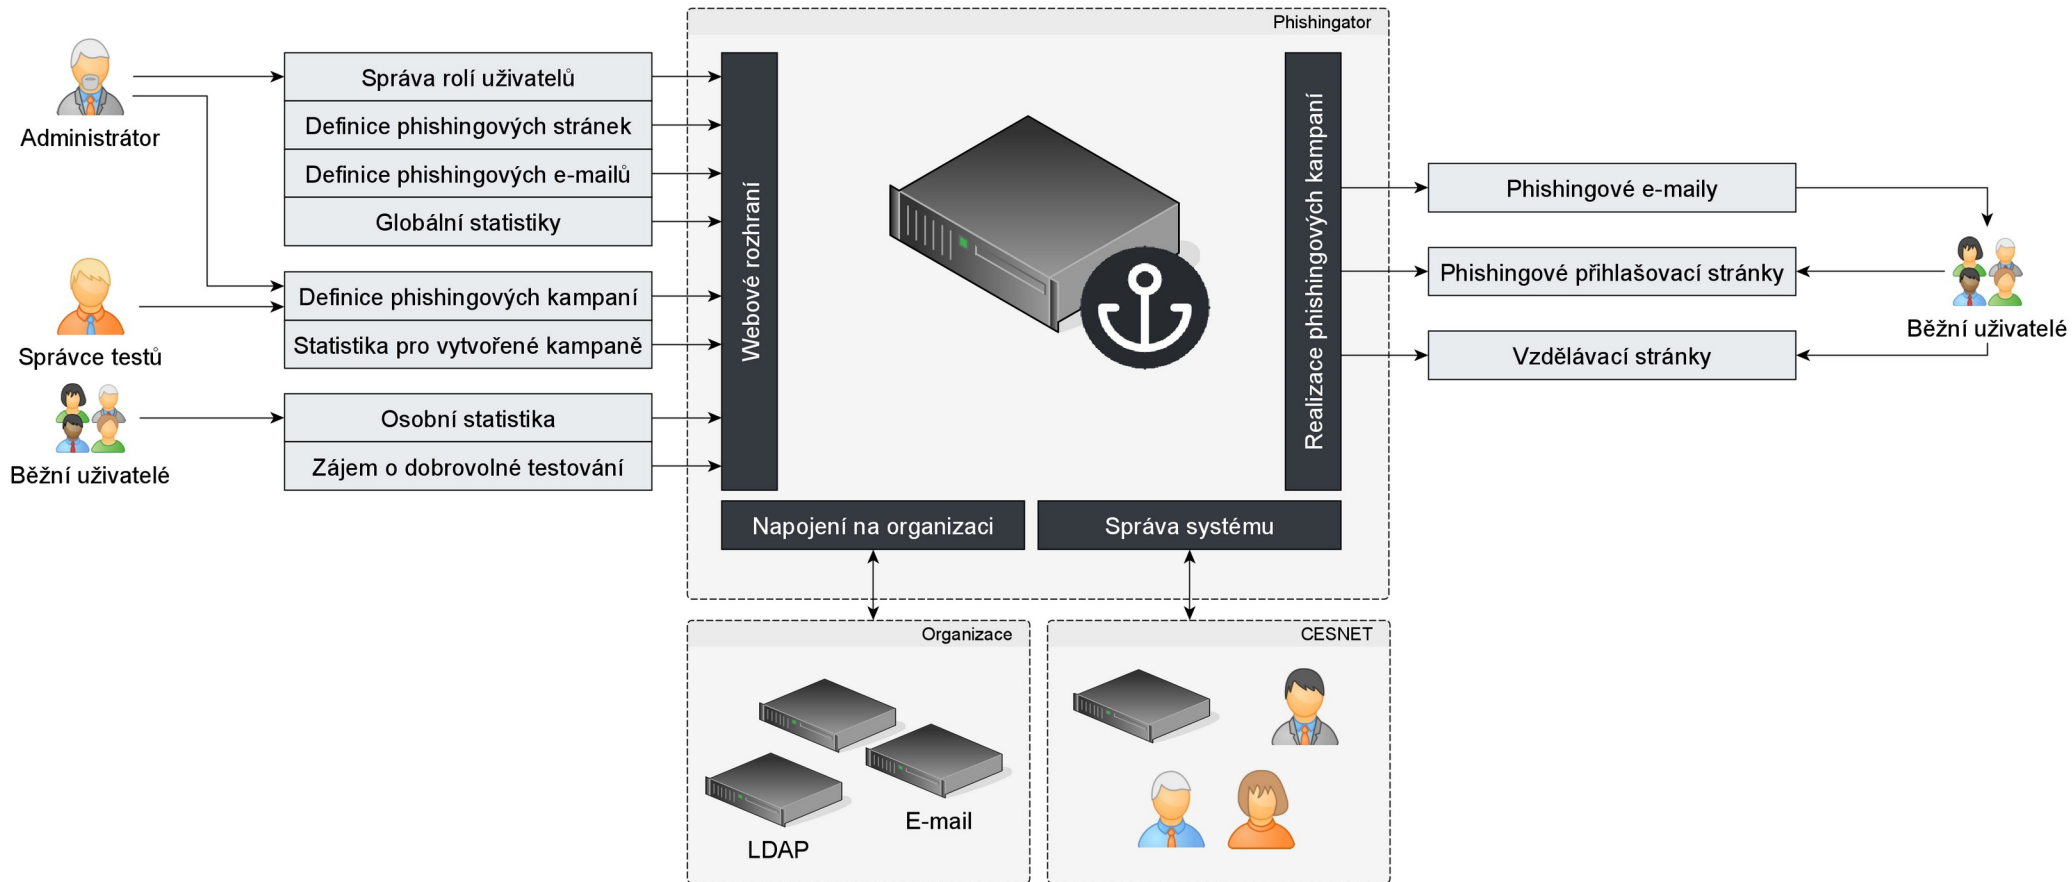 Phishingator
Administrátor
Správa rolí uživatelů
Definice phishingových stránek
Definice phishingových e-mailů
Globální statistiky
Správce testů
Definice phishingových kampaní
Statistika pro vytvořené kampaně
Běžní uživatelé
Osobní statistika
Zájem o dobrovolné testování
Webové rozhraní
Realizace phishingových kampaní
Napojení na organizaci
Správa systému
Phishingové e-maily
Phishingové přihlašovací stránky
Vzdělávací stránky
Běžní uživatelé
Organizace
LDAP
E-mail
CESNET